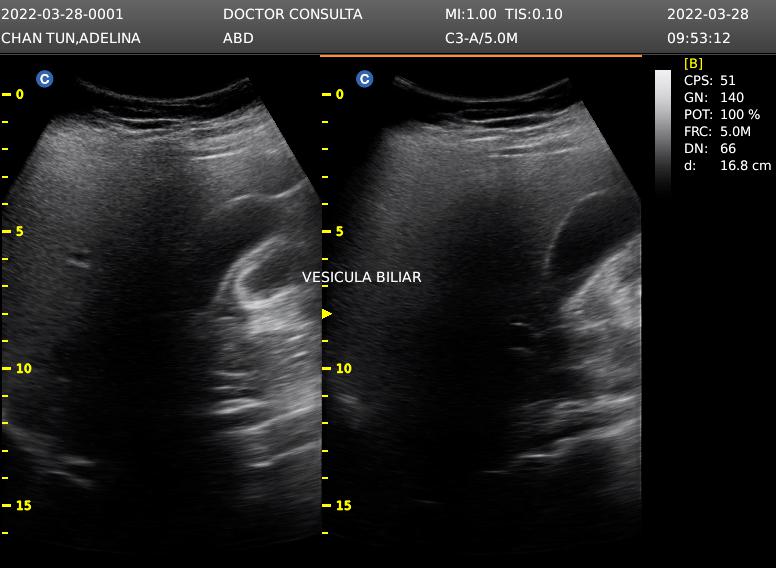 2022-03-28-0001 DOCTOR CONSULTA MI:1.00 TIS:0.10 2022-03-28
CHAN TUN,ADELINA ABD C3-A/5.0M 09:53:12
[B]
CPS: 51
GN: 140
POT: 100 %
FRC: 5.0M
DN: 66
d: 16.8 cm
C C
0 0
5 5
VESICULA BILIAR
10 10
15 15